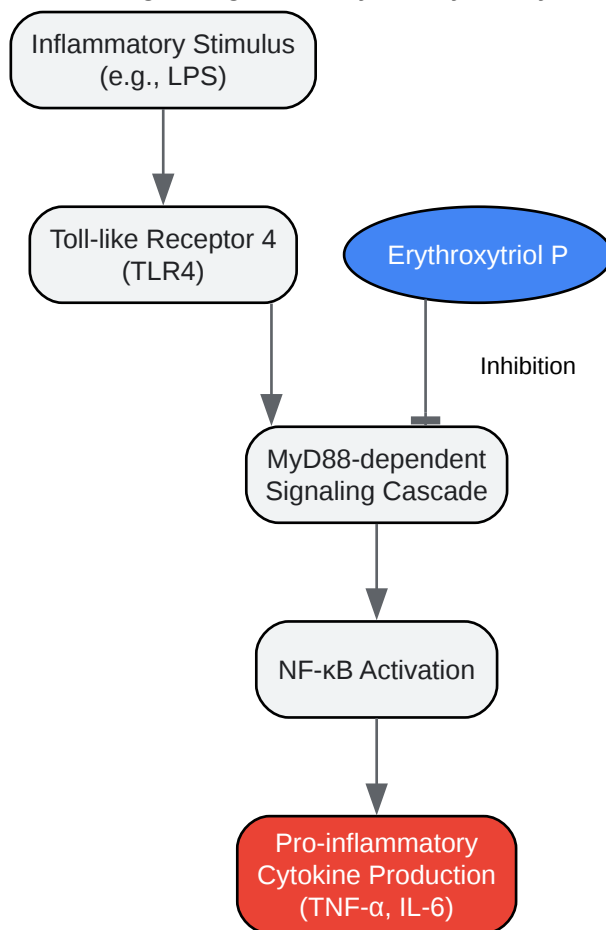 Inflammatory Stimulus
(e.g., LPS)
Toll-like Receptor 4
(TLR4)
Erythroxytriol P
Inhibition
MyD88-dependent
Signaling Cascade
NF-κB Activation
Pro-inflammatory
Cytokine Production
(TNF-α, IL-6)